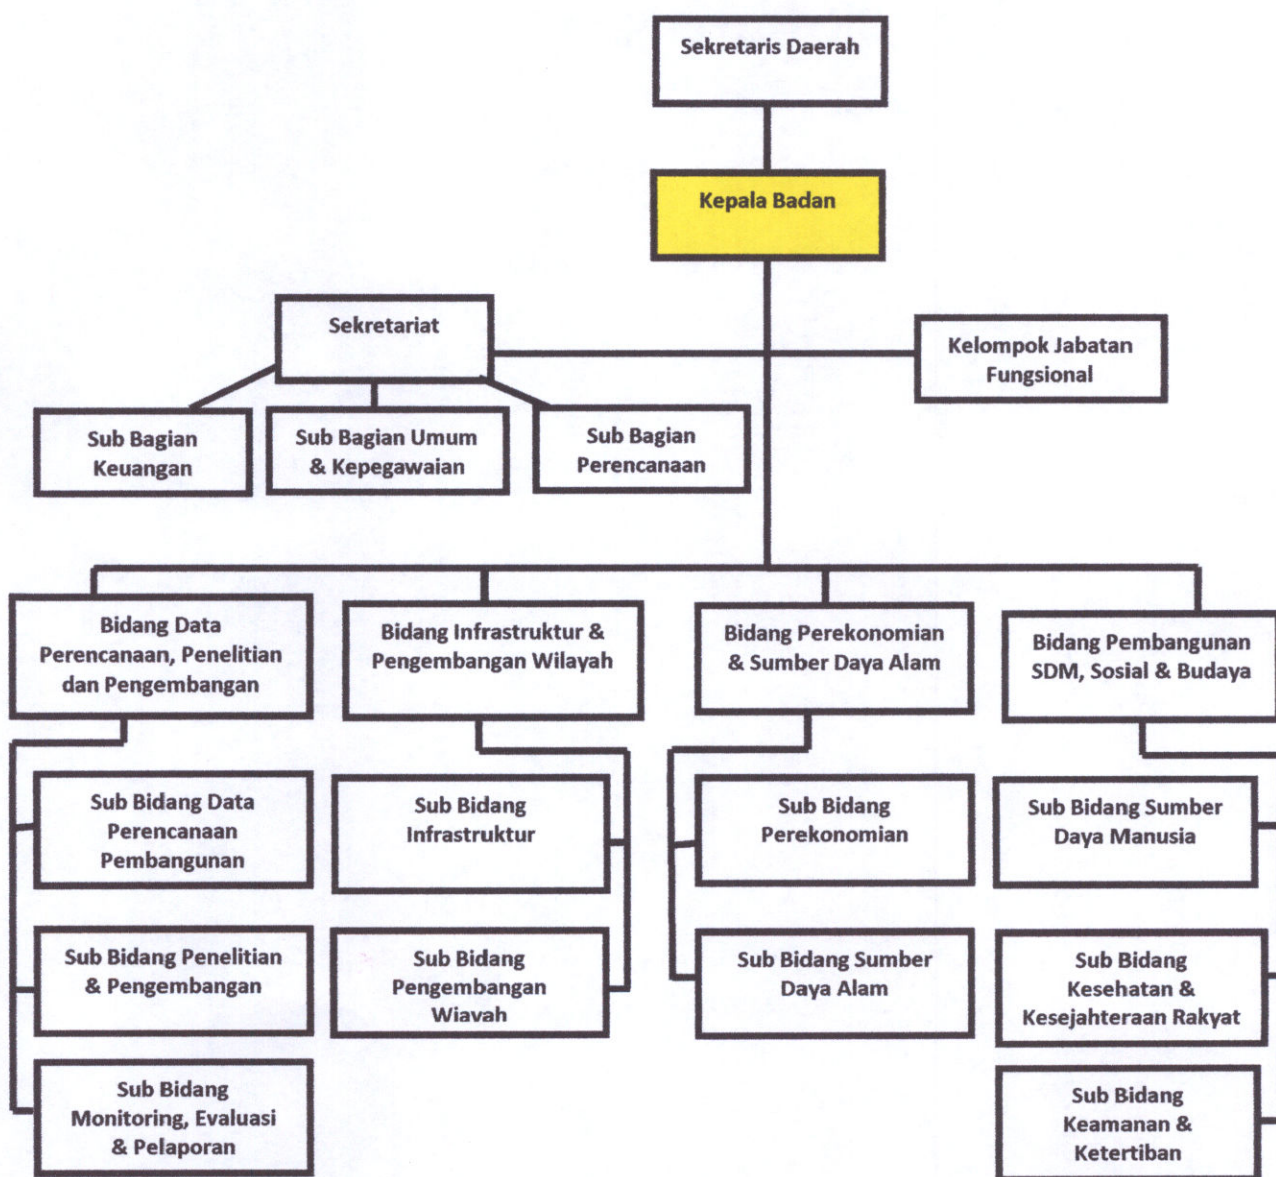 Sekretaris Daerah
Kepala Badan
Sekretariat
Kelompok Jabatan
Fungsional
Sub Bagian
Keuangan
Sub Bagian Umum
& Kepegawaian
Sub Bagian
Perencanaan
Bidang Data
Perencanaan, Penelitian
dan Pengembangan
Bidang Infrastruktur &
Pengembangan Wilayah
Bidang Perekonomian
& Sumber Daya Alam
Bidang Pembangunan
SDM, Sosial & Budaya
Sub Bidang Data
Perencanaan
Pembangunan
Sub Bidang
Infrastruktur
Sub Bidang
Perekonomian
Sub Bidang Sumber
Daya Manusia
Sub Bidang Penelitian
& Pengembangan
Sub Bidang
Pengembangan
Wiavah
Sub Bidang Sumber
Daya Alam
Sub Bidang
Kesehatan &
Kesejahteraan Rakyat
Sub Bidang
Monitoring, Evaluasi
& Pelaporan
Sub Bidang
Keamanan &
Ketertiban